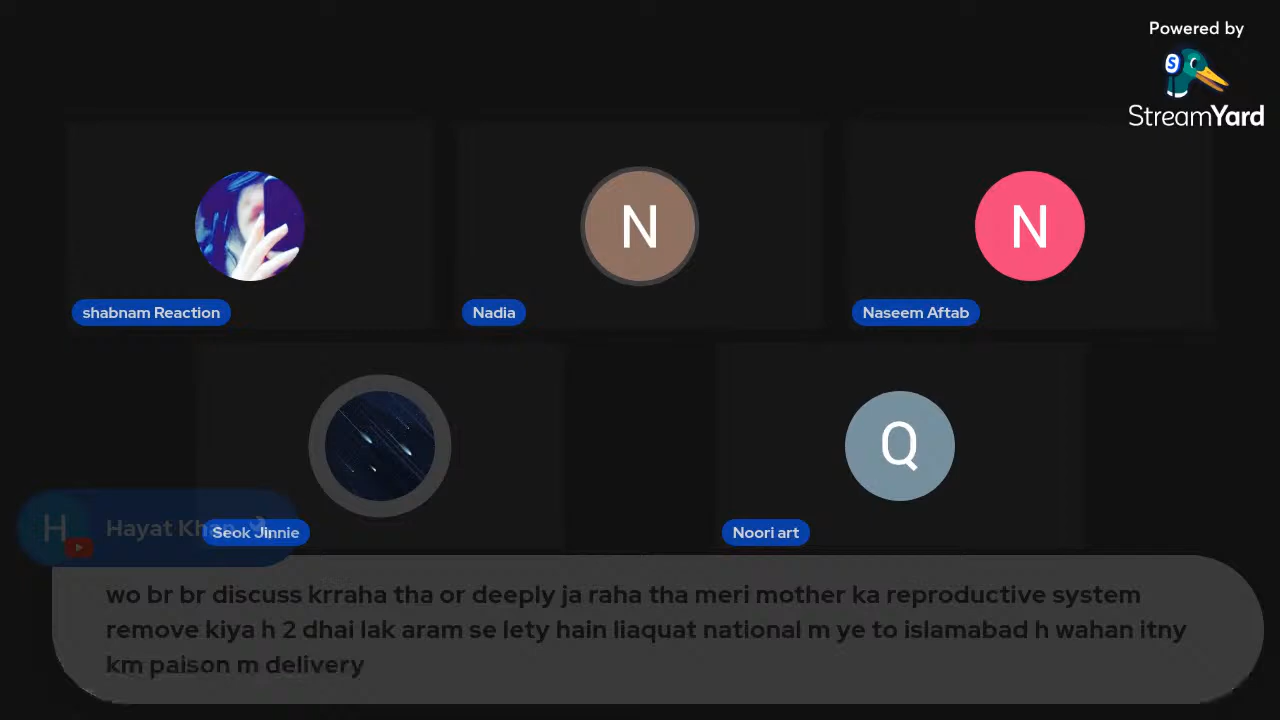 Powered by
S
StreamYard
N
N
shabnam Reaction
Nadia
Naseem Aftab
Q
H
Hayat Khan
Seok Jinnie
Noori art
wo br br discuss krraha tha or deeply ja raha tha meri mother ka reproductive system
remove kiya h 2 dhai lak aram se lety hain liaquat national m ye to islamabad h wahan itny
km paison m delivery